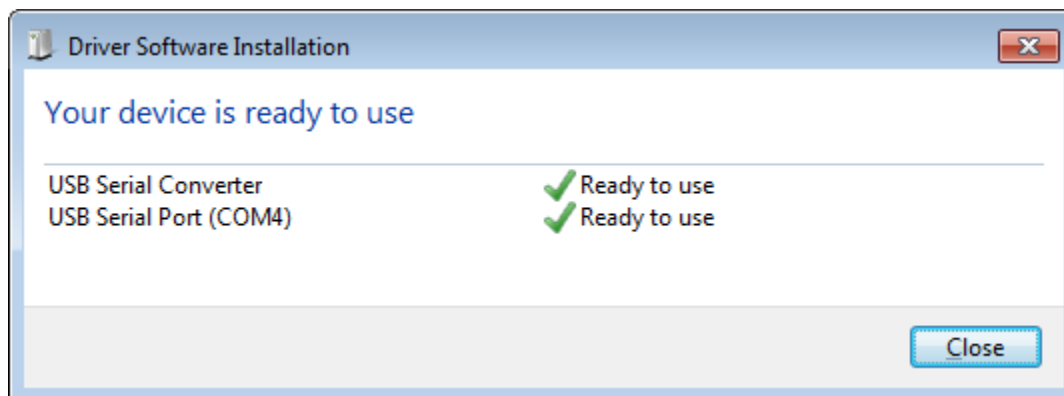 Driver Software Installation
Your device is ready to use
USB Serial Converter Ready to use
USB Serial Port (COM4) Ready to use
Close